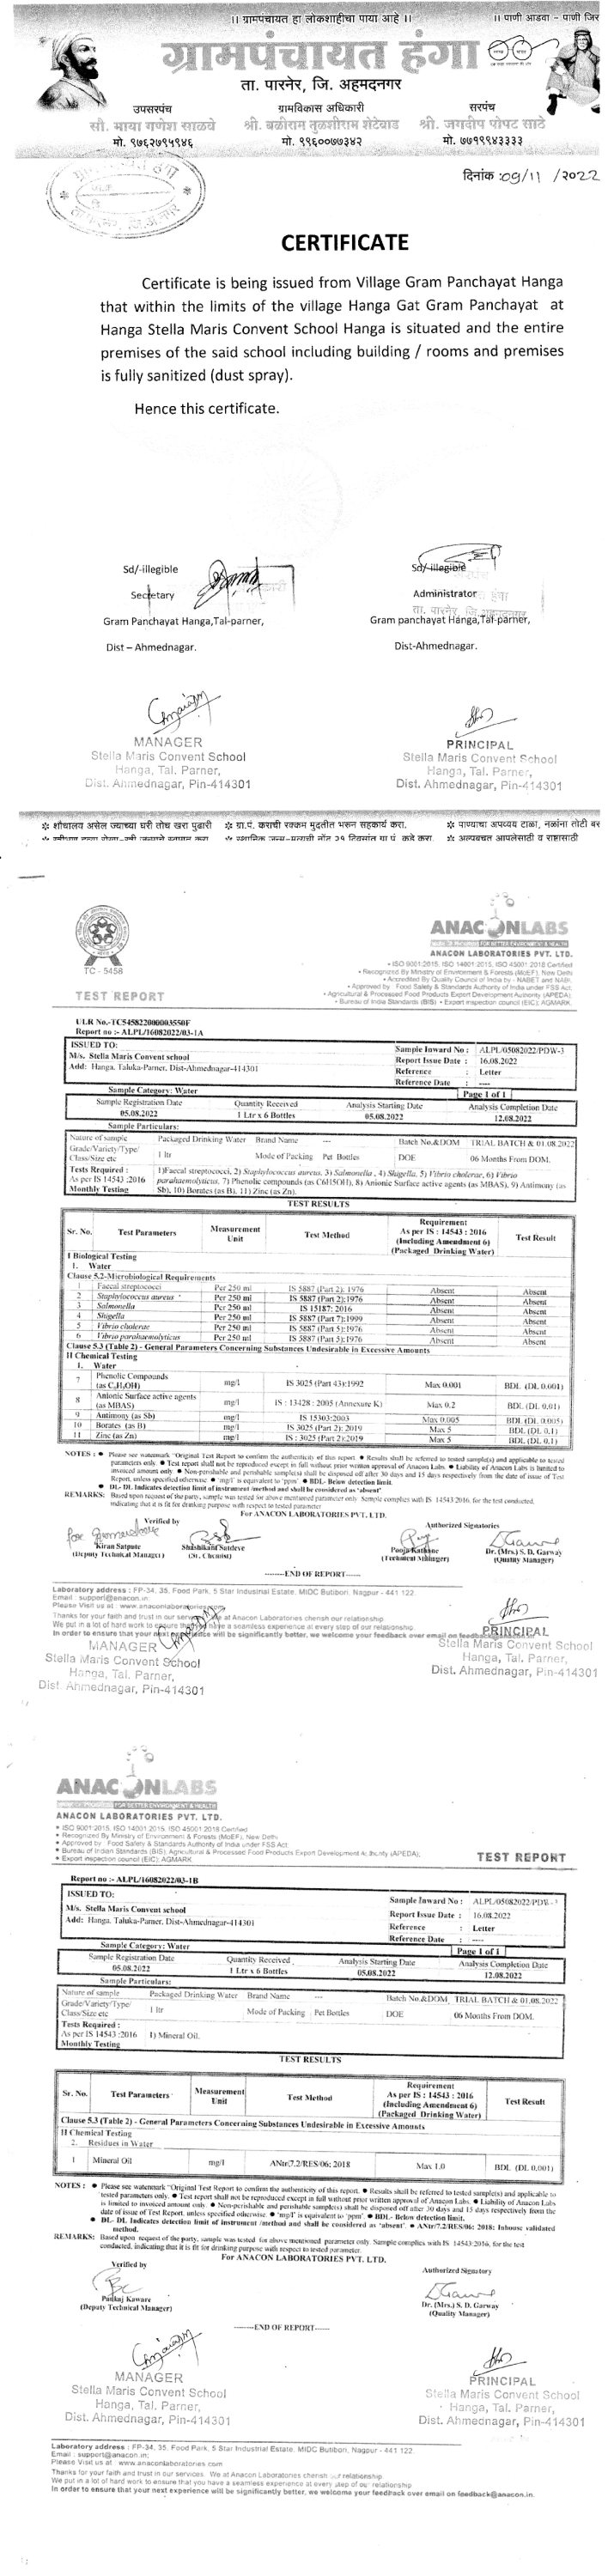 ।। ग्रामपंचायत हा लोकशाहीचा पाया आहे ।।
।। पाणी आडवा - पाणी जिर
ग्रामपंचायत हंगा
ता. पारनेर, जि. अहमदनगर
उपसरपंच
ग्रामविकास अधिकारी
सरपंच
सौ. माया गणेश साळवे
श्री. बळीराम तुळशीराम शेटेवाड
श्री. जगदीप पोपट साठे
मो. ९७६२७९५९४६
मो. ९९६००७७३४२
मो. ७७१९९४३३३३
दिनांक :09/11 /२०22
CERTIFICATE
Certificate is being issued from Village Gram Panchayat Hanga
that within the limits of the village Hanga Gat Gram Panchayat at
Hanga Stella Maris Convent School Hanga is situated and the entire
premises of the said school including building / rooms and premises
is fully sanitized (dust spray).
Hence this certificate.
Sd/-illegible
Sd/-illegible
Secretary
Administrator
ता. पारनेर, जि. अहमदनगर
Gram Panchayat Hanga,Tal-parner,
Gram panchayat Hanga,Tal-parner,
Dist – Ahmednagar.
Dist-Ahmednagar.
MANAGER
PRINCIPAL
Stella Maris Convent School
Stella Maris Convent School
Hanga, Tal. Parner,
Hanga, Tal. Parner,
Dist. Ahmednagar, Pin-414301
Dist. Ahmednagar, Pin-414301
❖ शौचालय असेल ज्याच्या घरी तोच खरा पुढारी
❖ ग्रा.पं. कराची रक्कम मुदतीत भरून सहकार्य करा.
❖ पाण्याचा अपव्यय टाळा, नळांना तोटी बर
TC - 5458
ANACONLABS
FOR BETTER ENVIRONMENT & HEALTH
ANACON LABORATORIES PVT. LTD.
• ISO 9001:2015, ISO 14001:2015, ISO 45001:2018 Certified
• Recognized By Ministry of Environment & Forests (MoEF), New Delhi
• Accredited By Quality Council of India by - NABET and NABL
• Approved by : Food Safety & Standards Authority of India under FSS Act;
• Agricultural & Processed Food Products Export Development Authority (APEDA);
• Bureau of India Standards (BIS) • Export inspection council (EIC); AGMARK
TEST REPORT
ULR No.-TC545822000003550F
Report no :- ALPL/16082022/03-1A
ISSUED TO:
M/s. Stella Maris Convent school
Add: Hanga, Taluka-Parner, Dist-Ahmednagar-414301
Sample Inward No : ALPL/05082022/PDW-3
Report Issue Date : 16.08.2022
Reference : Letter
Reference Date : ----
Sample Category: Water
Page 1 of 1
Sample Registration Date
Quantity Received
Analysis Starting Date
Analysis Completion Date
05.08.2022
1 Ltr x 6 Bottles
05.08.2022
12.08.2022
Sample Particulars:
Nature of sample Packaged Drinking Water Brand Name --- Batch No.&DOM TRIAL BATCH & 01.08.2022
Grade/Variety/Type/
Class/Size etc 1 ltr Mode of Packing Pet Bottles DOE 06 Months From DOM.
Tests Required : 1)Faecal streptococci, 2) Staphylococcus aureus, 3) Salmonella , 4) Shigella, 5) Vibrio cholerae, 6) Vibrio
As per IS 14543 :2016 parahaemolyticus, 7) Phenolic compounds (as C6H5OH), 8) Anionic Surface active agents (as MBAS), 9) Antimony (as
Monthly Testing Sb), 10) Borates (as B), 11) Zinc (as Zn).
TEST RESULTS
Sr. No. Test Parameters Measurement Unit Test Method Requirement As per IS : 14543 : 2016 (Including Amendment 6) (Packaged Drinking Water) Test Result
I Biological Testing
1. Water
Clause 5.2-Microbiological Requirements
1 Faecal streptococci Per 250 ml IS 5887 (Part 2): 1976 Absent Absent
2 Staphylococcus aureus Per 250 ml IS 5887 (Part 2):1976 Absent Absent
3 Salmonella Per 250 ml IS 15187: 2016 Absent Absent
4 Shigella Per 250 ml IS 5887 (Part 7):1999 Absent Absent
5 Vibrio cholerae Per 250 ml IS 5887 (Part 5):1976 Absent Absent
6 Vibrio parahaemolyticus Per 250 ml IS 5887 (Part 5):1976 Absent Absent
Clause 5.3 (Table 2) - General Parameters Concerning Substances Undesirable in Excessive Amounts
II Chemical Testing
1. Water
7 Phenolic Compounds (as C₆H₅OH) mg/l IS 3025 (Part 43):1992 Max 0.001 BDL (DL 0.001)
8 Anionic Surface active agents (as MBAS) mg/l IS : 13428 : 2005 (Annexure K) Max 0.2 BDL (DL 0.01)
9 Antimony (as Sb) mg/l IS 15303:2003 Max 0.005 BDL (DL 0.005)
10 Borates (as B) mg/l IS 3025 (Part 2): 2019 Max 5 BDL (DL 0.1)
11 Zinc (as Zn) mg/l IS : 3025 (Part 2):2019 Max 5 BDL (DL 0.1)
NOTES : ● Please see watermark "Original Test Report to confirm the authenticity of this report. ● Results shall be referred to tested sample(s) and applicable to tested
parameters only. ● Test report shall not be reproduced except in full without prior written approval of Anacon Labs. ● Liability of Anacon Labs is limited to
invoiced amount only ● Non-perishable and perishable sample(s) shall be disposed off after 30 days and 15 days respectively from the date of issue of Test
Report, unless specified otherwise. ● 'mg/l' is equivalent to 'ppm'. ● BDL- Below detection limit.
● DL- DL Indicates detection limit of instrument /method and shall be considered as 'absent'.
REMARKS: Based upon request of the party, sample was tested for above mentioned parameter only. Sample complies with IS 14543:2016, for the test conducted,
indicating that it is fit for drinking purpose with respect to tested parameter.
For ANACON LABORATORIES PVT. LTD.
Verified by
Authorized Signatories
Kiran Satpute
(Deputy Technical Manager)
Shashikant Sutdeve
(Sr. Chemist)
Pooja Kathane
(Technical Manager)
Dr. (Mrs.) S. D. Garway
(Quality Manager)
-------END OF REPORT------
Laboratory address : FP-34, 35, Food Park, 5 Star Industrial Estate, MIDC Butibori, Nagpur - 441 122.
Email : support@anacon.in;
Please Visit us at : www.anaconlaboratories.com
Thanks for your faith and trust in our services. We at Anacon Laboratories cherish our relationship
We put in a lot of hard work to ensure that you have a seamless experience at every step of our relationship.
In order to ensure that your next experience will be significantly better, we welcome your feedback over email on
MANAGER
PRINCIPAL
Stella Maris Convent School
Stella Maris Convent School
Hanga, Tal. Parner,
Hanga, Tal. Parner,
Dist. Ahmednagar, Pin-414301
Dist. Ahmednagar, Pin-414301
ANACONLABS
FOR BETTER ENVIRONMENT & HEALTH
ANACON LABORATORIES PVT. LTD.
• ISO 9001:2015, ISO 14001:2015, ISO 45001:2018 Certified
• Recognized By Ministry of Environment & Forests (MoEF), New Delhi
• Approved by : Food Safety & Standards Authority of India under FSS Act;
• Bureau of Indian Standards (BIS); Agricultural & Processed Food Products Export Development Authority (APEDA);
• Export inspection council (EIC); AGMARK
TEST REPORT
Report no :- ALPL/16082022/03-1B
ISSUED TO:
M/s. Stella Maris Convent school
Add: Hanga, Taluka-Parner, Dist-Ahmednagar-414301
Sample Inward No : ALPL/05082022/PDW-3
Report Issue Date : 16.08.2022
Reference : Letter
Reference Date : ----
Sample Category: Water
Page 1 of 1
Sample Registration Date
Quantity Received
Analysis Starting Date
Analysis Completion Date
05.08.2022
1 Ltr x 6 Bottles
05.08.2022
12.08.2022
Sample Particulars:
Nature of sample Packaged Drinking Water Brand Name --- Batch No.&DOM TRIAL BATCH & 01.08.2022
Grade/Variety/Type/
Class/Size etc 1 ltr Mode of Packing Pet Bottles DOE 06 Months From DOM.
Tests Required :
As per IS 14543 :2016 1) Mineral Oil.
Monthly Testing
TEST RESULTS
Sr. No. Test Parameters Measurement Unit Test Method Requirement As per IS : 14543 : 2016 (Including Amendment 6) (Packaged Drinking Water) Test Result
Clause 5.3 (Table 2) - General Parameters Concerning Substances Undesirable in Excessive Amounts
II Chemical Testing
2. Residues in Water
1 Mineral Oil mg/l ANtr/7.2/RES/06; 2018 Max 1.0 BDL (DL 0.001)
NOTES : ● Please see watermark "Original Test Report to confirm the authenticity of this report. ● Results shall be referred to tested sample(s) and applicable to
tested parameters only. ● Test report shall not be reproduced except in full without prior written approval of Anacon Labs. ● Liability of Anacon Labs
is limited to invoiced amount only. ● Non-perishable and perishable sample(s) shall be disposed off after 30 days and 15 days respectively from the
date of issue of Test Report, unless specified otherwise. ● 'mg/l' is equivalent to 'ppm'. ● BDL- Below detection limit.
● DL- DL Indicates detection limit of instrument /method and shall be considered as 'absent'. ● ANtr/7.2/RES/06: 2018: Inhouse validated
method.
REMARKS: Based upon request of the party, sample was tested for above mentioned parameter only. Sample complies with IS 14543:2016, for the test
conducted, indicating that it is fit for drinking purpose with respect to tested parameter.
For ANACON LABORATORIES PVT. LTD.
Verified by
Authorized Signatory
Pankaj Kaware
(Deputy Technical Manager)
Dr. (Mrs.) S. D. Garway
(Quality Manager)
-------END OF REPORT-----
MANAGER
PRINCIPAL
Stella Maris Convent School
Stella Maris Convent School
Hanga, Tal. Parner,
Hanga, Tal. Parner,
Dist. Ahmednagar, Pin-414301
Dist. Ahmednagar, Pin-414301
Laboratory address : FP-34, 35, Food Park, 5 Star Industrial Estate, MIDC Butibori, Nagpur - 441 122.
Email : support@anacon.in;
Please Visit us at : www.anaconlaboratories.com
Thanks for your faith and trust in our services. We at Anacon Laboratories cherish our relationship.
We put in a lot of hard work to ensure that you have a seamless experience at every step of our relationship
In order to ensure that your next experience will be significantly better, we welcome your feedback over email on feedback@anacon.in.